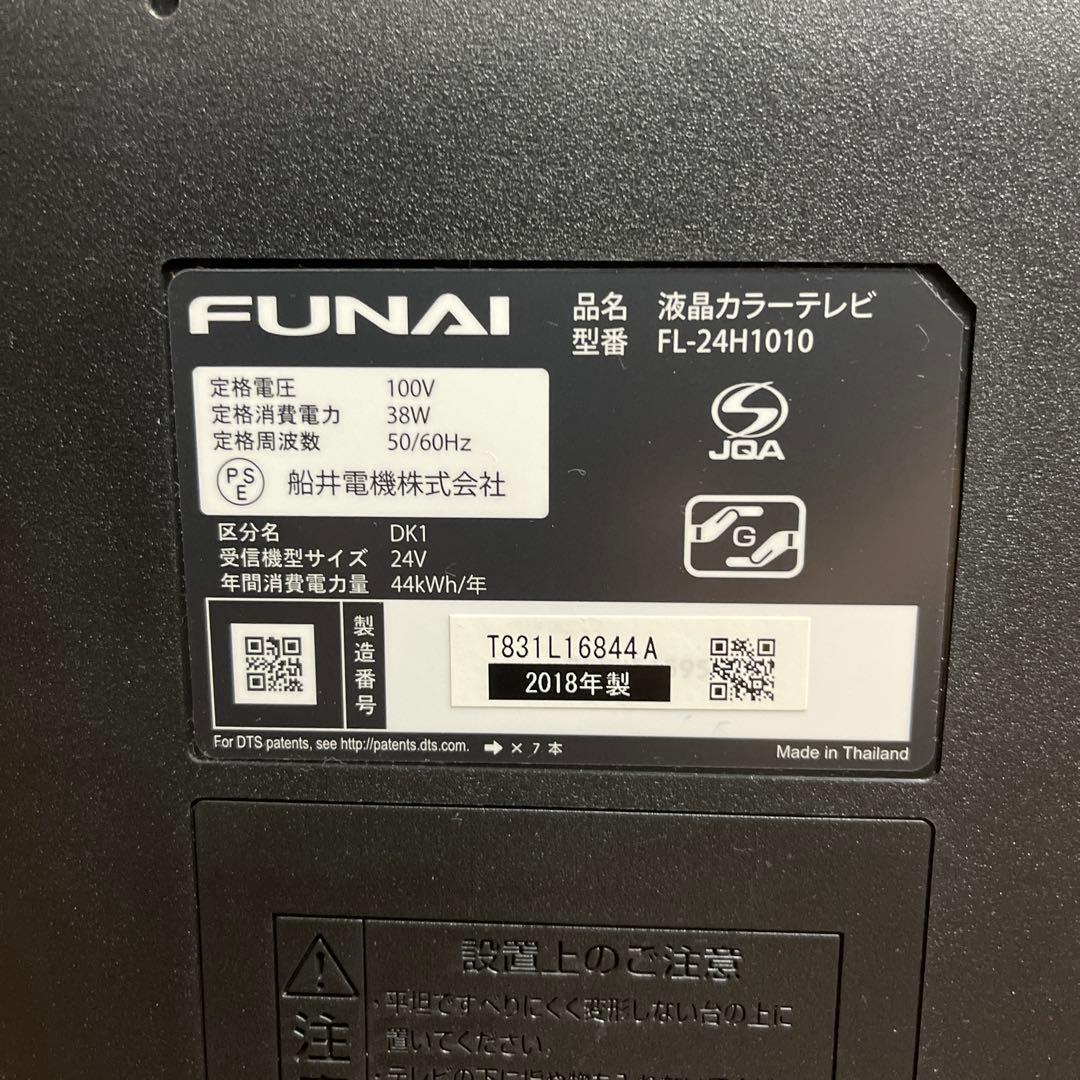 FUNAI
品名 液晶カラーテレビ
型番 FL-24H1010
定格電圧 100V
定格消費電力 38W
定格周波数 50/60Hz
PSE 船井電機株式会社
JQA
G
区分名 DK1
受信機型サイズ 24V
年間消費電力量 44kWh/年
製造番号
T831L16844A
2018年製
For DTS patents, see http://patents.dts.com. ➡ × 7 本
Made in Thailand
設置上のご注意
注
・平坦ですべりにくく変形しない台の上に
置いてください。